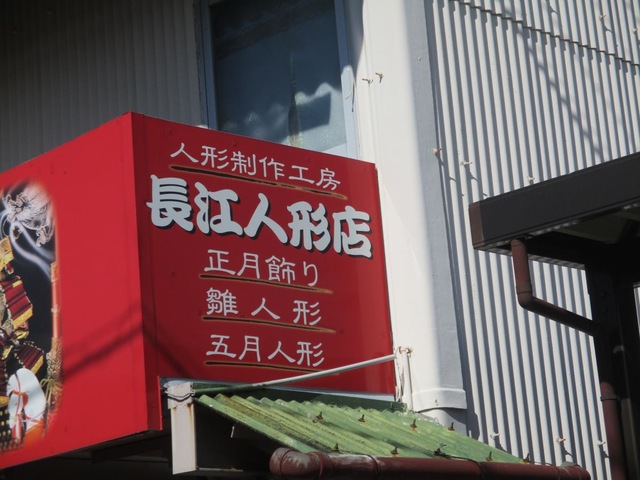 人形制作工房
長江人形店
正月飾り
雛人形
五月人形